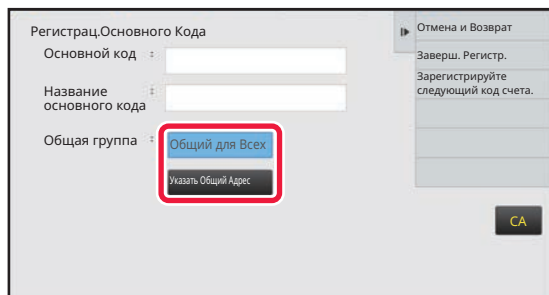 Регистрац.Основного Кода
Основной код :
Название :
основного кода
Общая группа :
Общий для Всех
Указать Общий Адрес
Отмена и Возврат
Заверш. Регистр.
Зарегистрируйте
следующий код счета.
CA